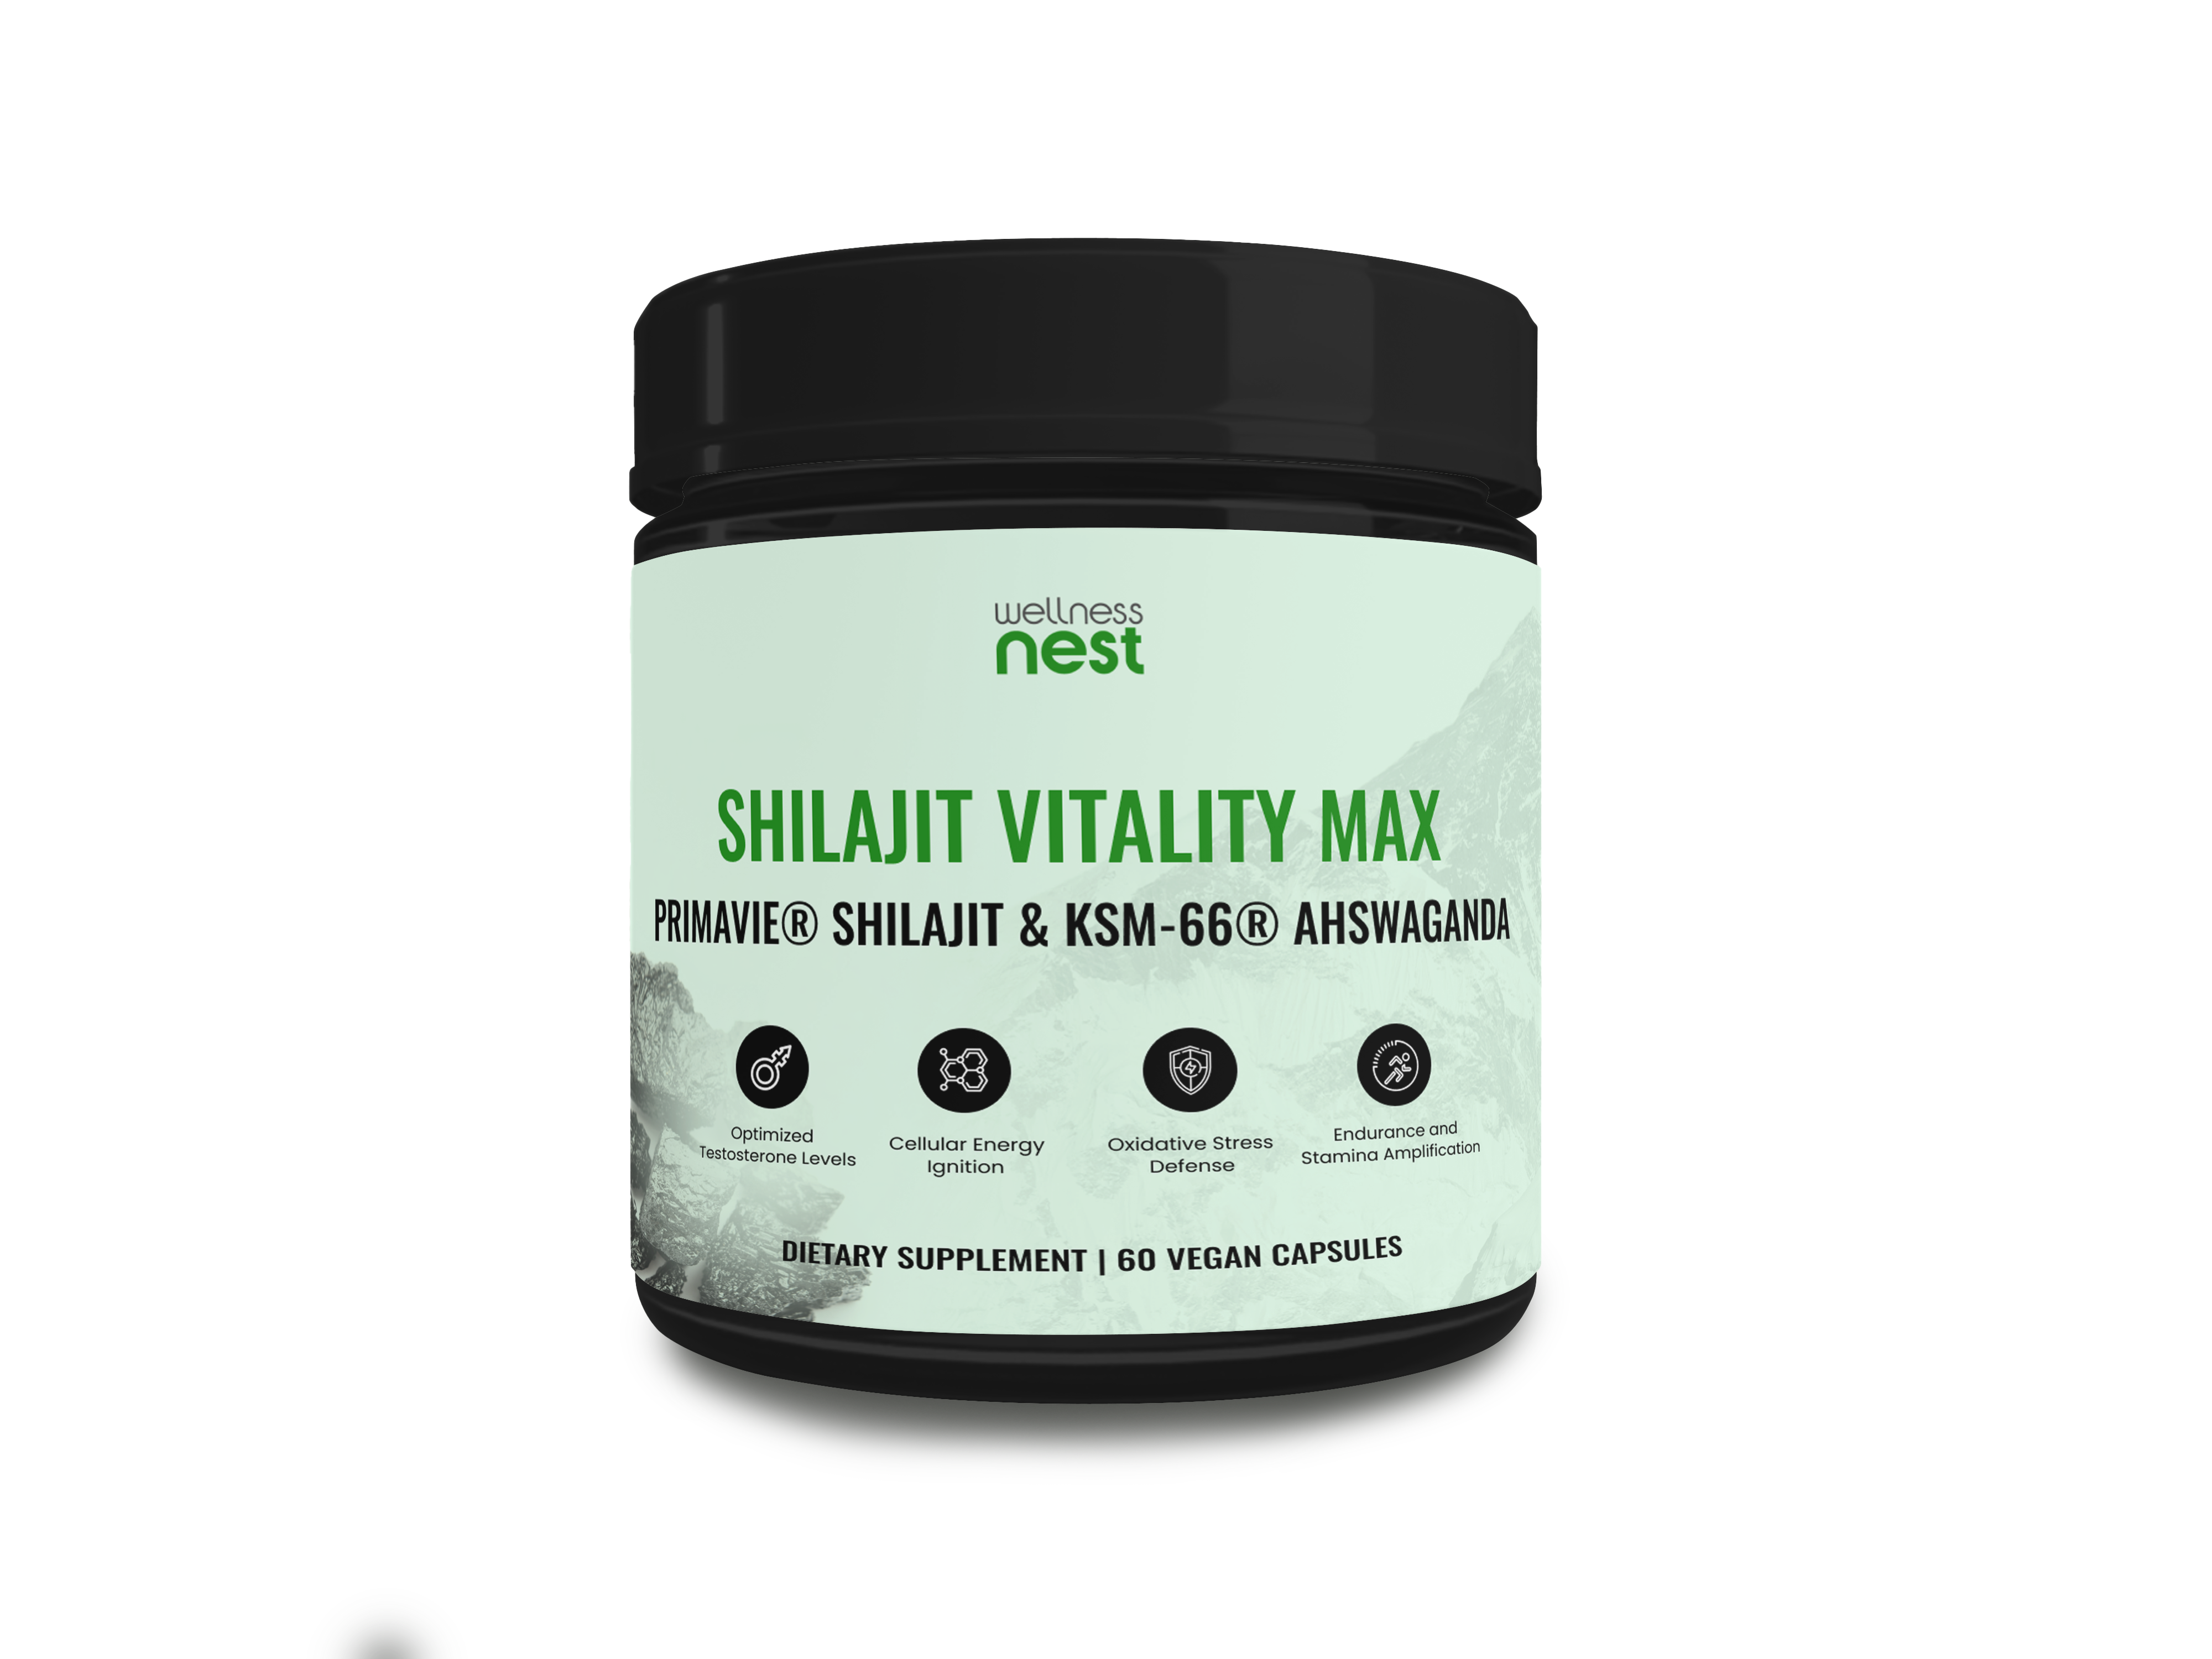 wellness
nest
SHILAJIT VITALITY MAX
PRIMAVIE® SHILAJIT & KSM-66® AHSWAGANDA
Optimized
Testosterone Levels
Cellular Energy
Ignition
Oxidative Stress
Defense
Endurance and
Stamina Amplification
DIETARY SUPPLEMENT | 60 VEGAN CAPSULES